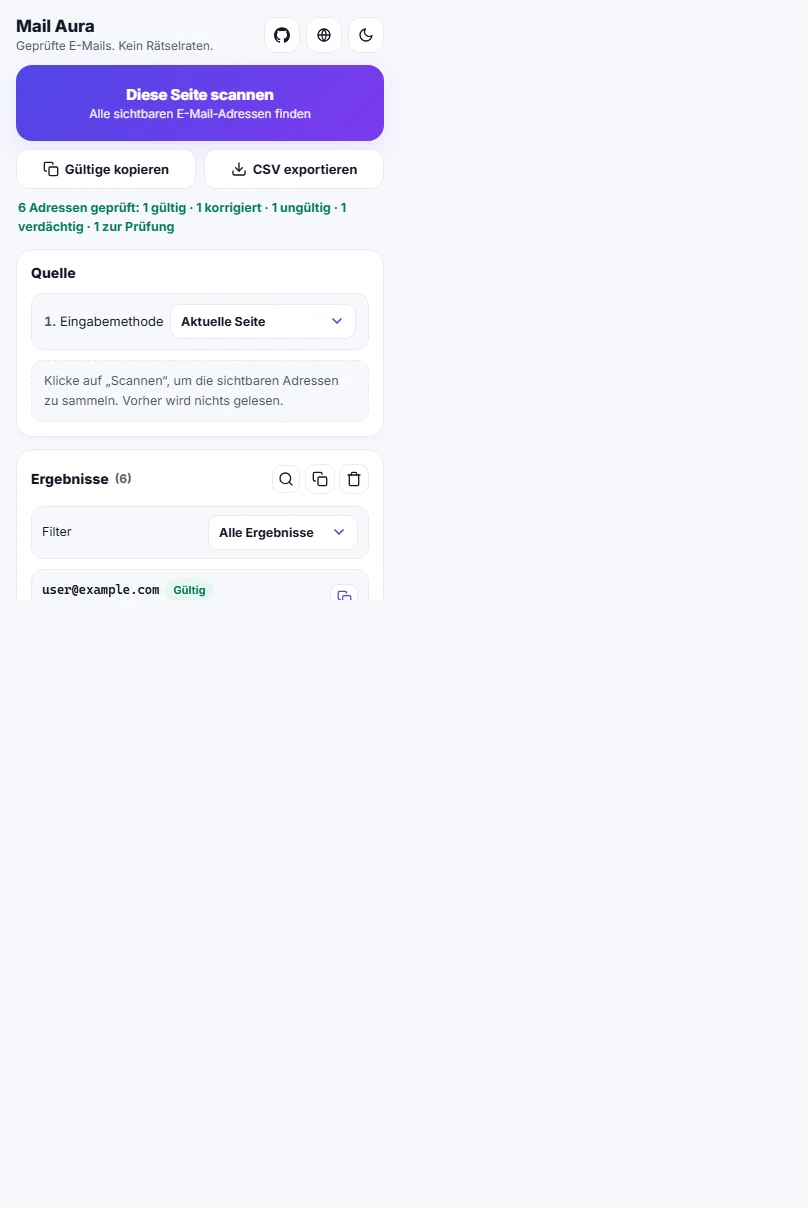 Mail Aura
Geprüfte E-Mails. Kein Rätselraten.
Diese Seite scannen
Alle sichtbaren E-Mail-Adressen finden
Gültige kopieren
CSV exportieren
6 Adressen geprüft: 1 gültig · 1 korrigiert · 1 ungültig · 1
verdächtig · 1 zur Prüfung
Quelle
1. Eingabemethode
Aktuelle Seite
Klicke auf „Scannen“, um die sichtbaren Adressen
zu sammeln. Vorher wird nichts gelesen.
Ergebnisse (6)
Filter
Alle Ergebnisse
user@example.com Gültig